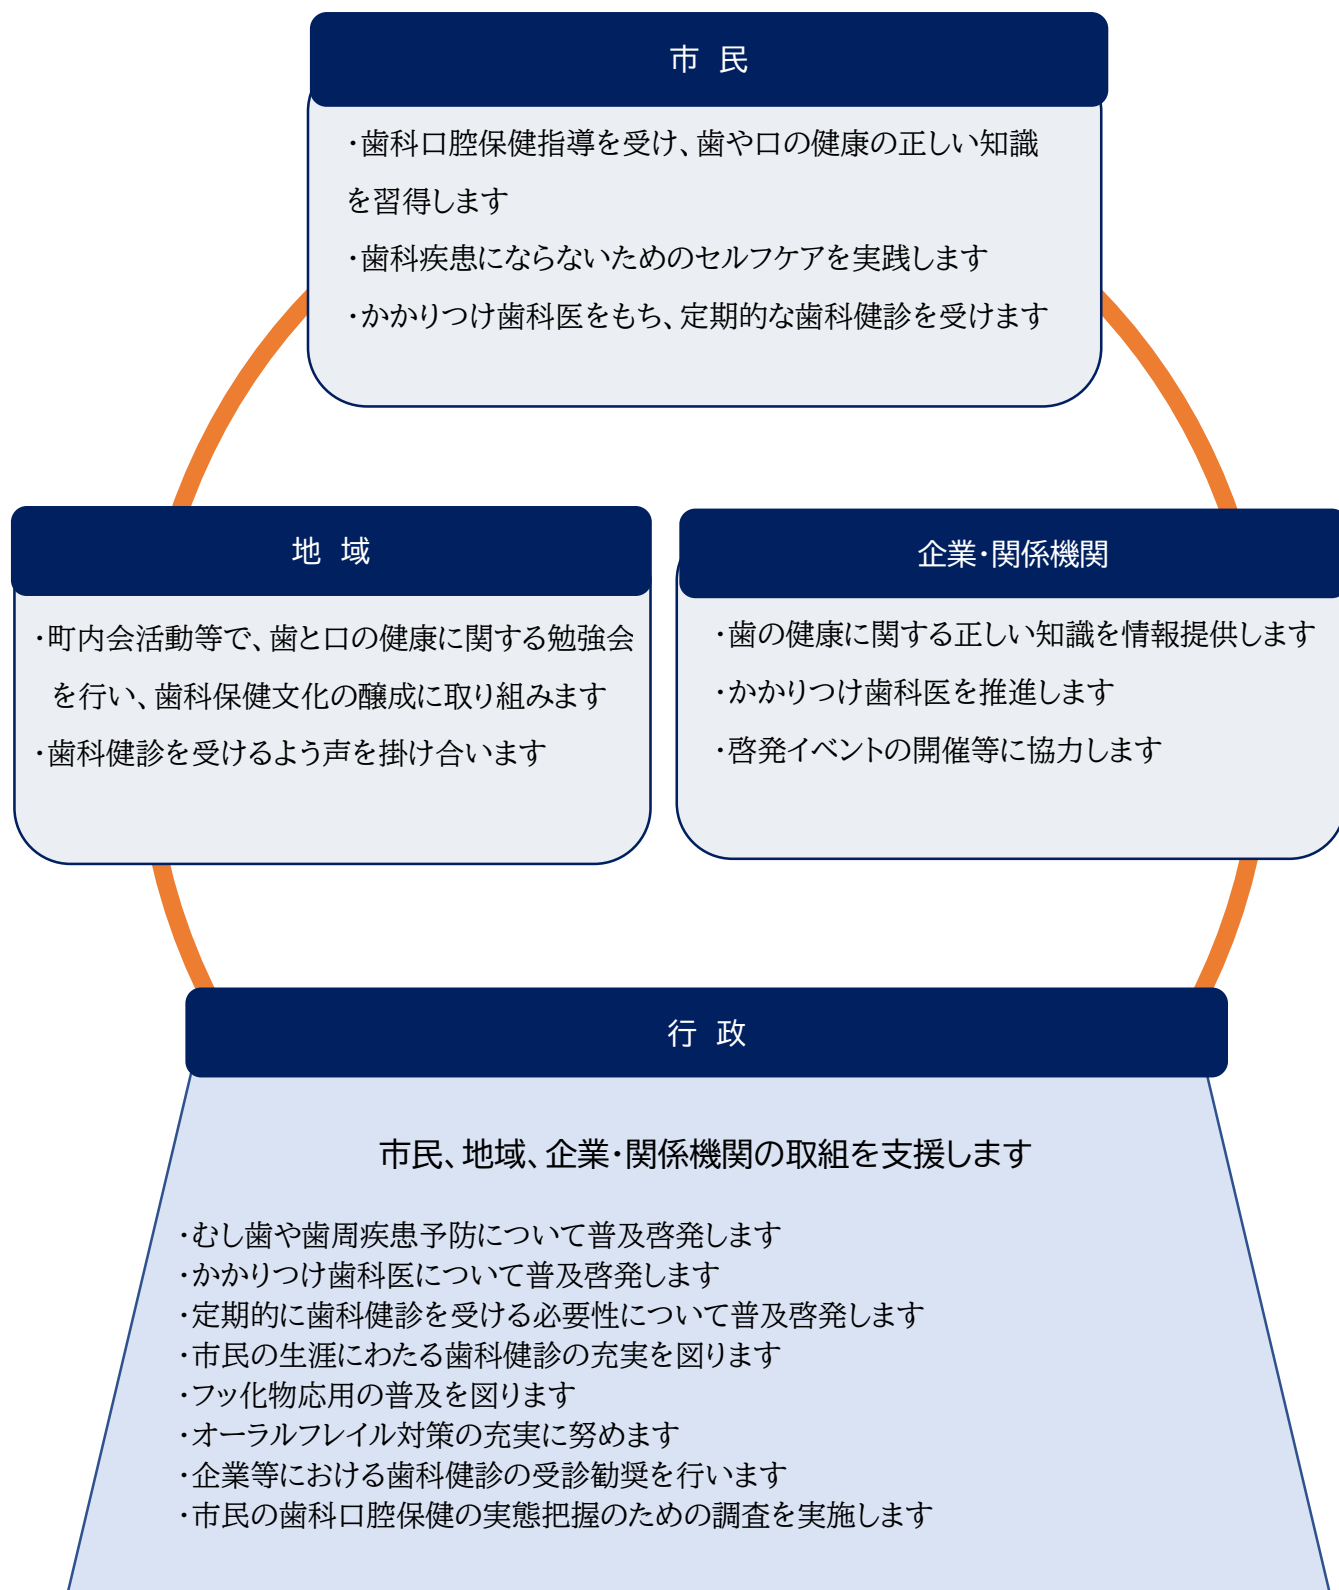 市 民
・歯科口腔保健指導を受け、歯や口の健康の正しい知識
を習得します
・歯科疾患にならないためのセルフケアを実践します
・かかりつけ歯科医をもち、定期的な歯科健診を受けます
地 域
・町内会活動等で、歯と口の健康に関する勉強会
を行い、歯科保健文化の醸成に取り組みます
・歯科健診を受けるよう声を掛け合います
企業・関係機関
・歯の健康に関する正しい知識を情報提供します
・かかりつけ歯科医を推進します
・啓発イベントの開催等に協力します
行 政
市民、地域、企業・関係機関の取組を支援します
・むし歯や歯周疾患予防について普及啓発します
・かかりつけ歯科医について普及啓発します
・定期的に歯科健診を受ける必要性について普及啓発します
・市民の生涯にわたる歯科健診の充実を図ります
・フッ化物応用の普及を図ります
・オーラルフレイル対策の充実に努めます
・企業等における歯科健診の受診勧奨を行います
・市民の歯科口腔保健の実態把握のための調査を実施します